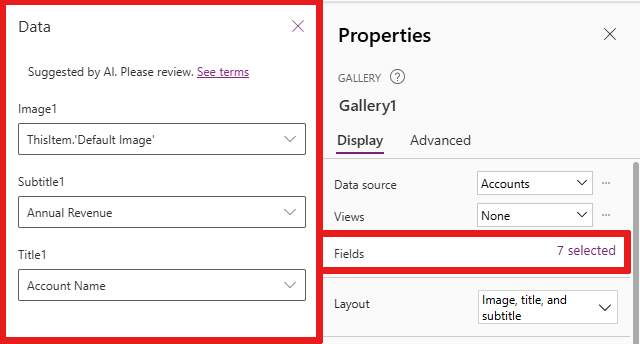 Data
Suggested by AI. Please review. See terms
Image1
ThisItem.'Default Image'
Subtitle1
Annual Revenue
Title1
Account Name
Properties
GALLERY ?
Gallery1
Display Advanced
Data source Accounts
Views None
Fields 7 selected
Layout Image, title, and
subtitle